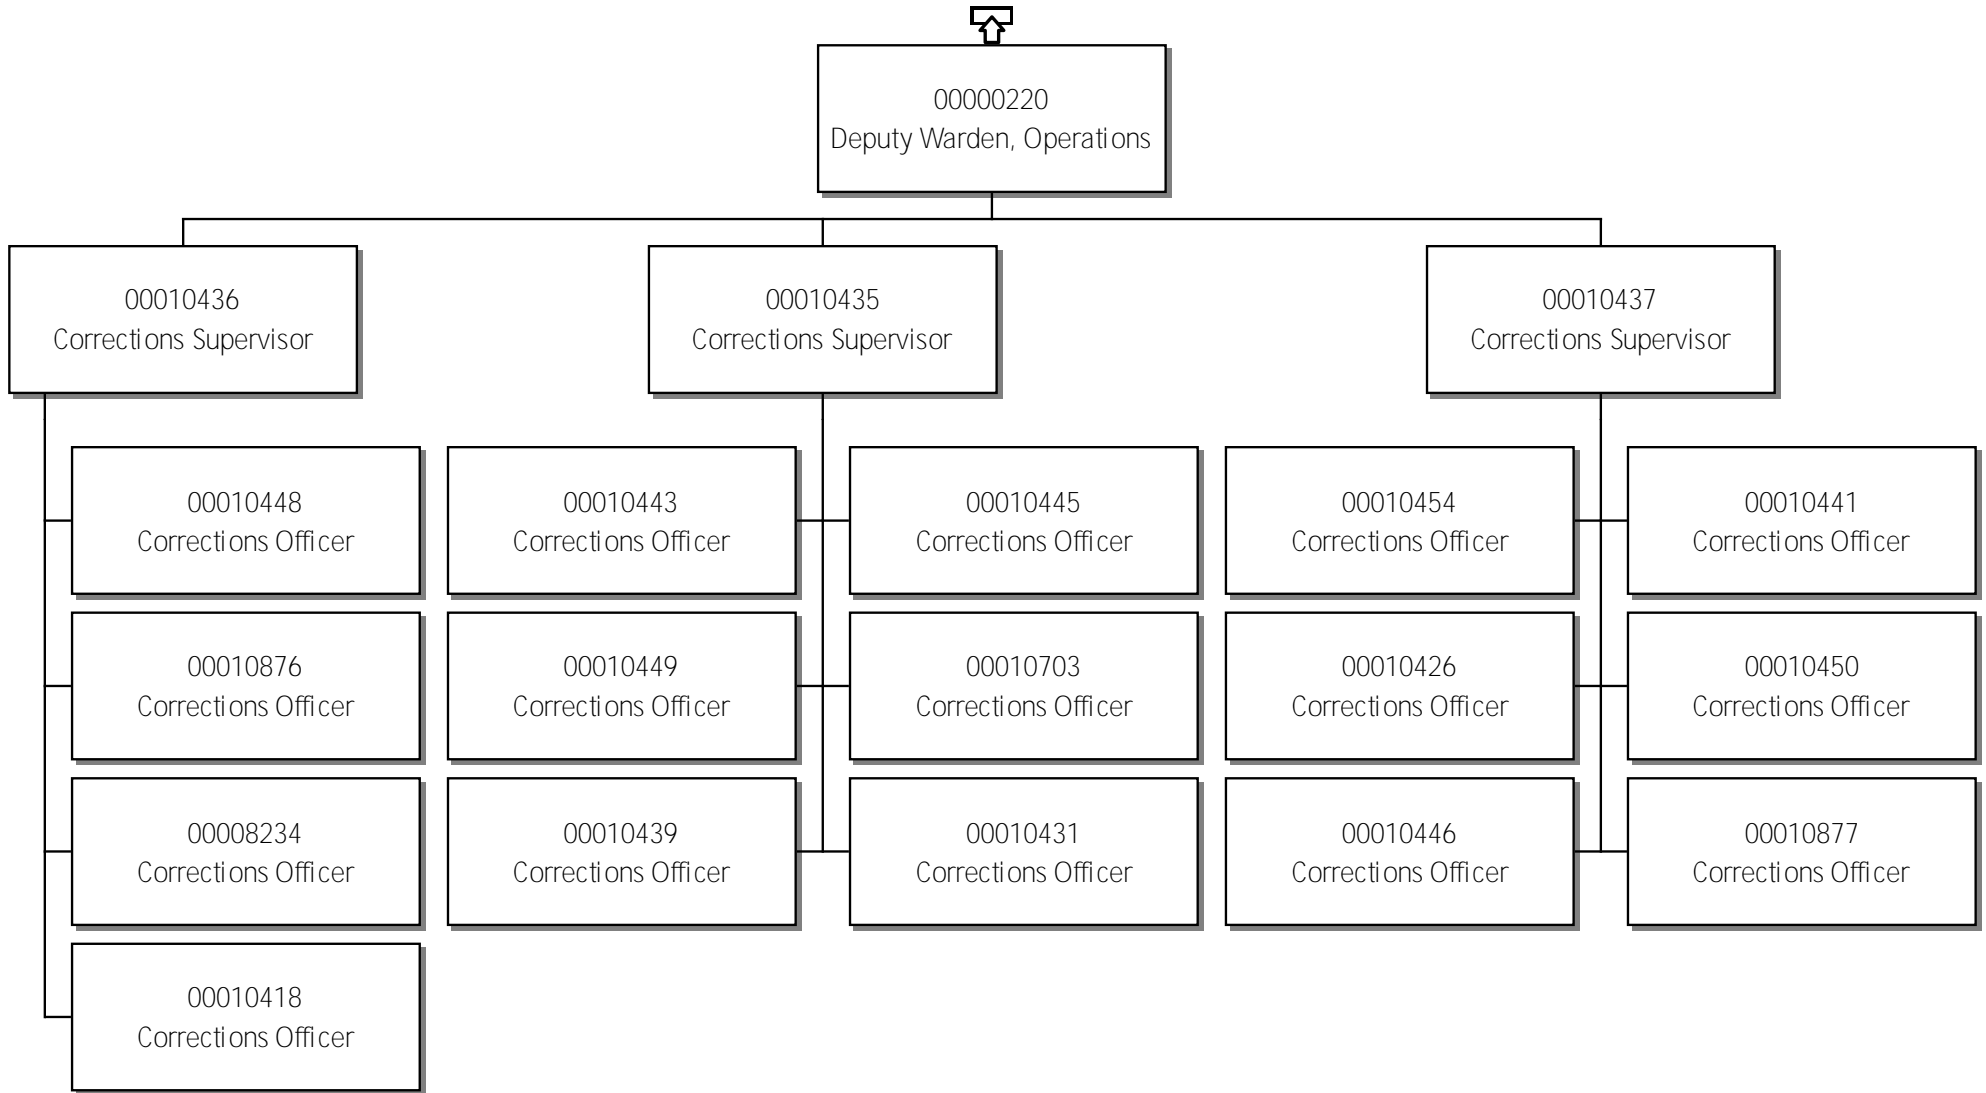 00000220
Deputy Warden, Operations
00010436
Corrections Supervisor
00010435
Corrections Supervisor
00010437
Corrections Supervisor
00010448
Corrections Officer
00010443
Corrections Officer
00010445
Corrections Officer
00010454
Corrections Officer
00010441
Corrections Officer
00010876
Corrections Officer
00010449
Corrections Officer
00010703
Corrections Officer
00010426
Corrections Officer
00010450
Corrections Officer
00008234
Corrections Officer
00010439
Corrections Officer
00010431
Corrections Officer
00010446
Corrections Officer
00010877
Corrections Officer
00010418
Corrections Officer